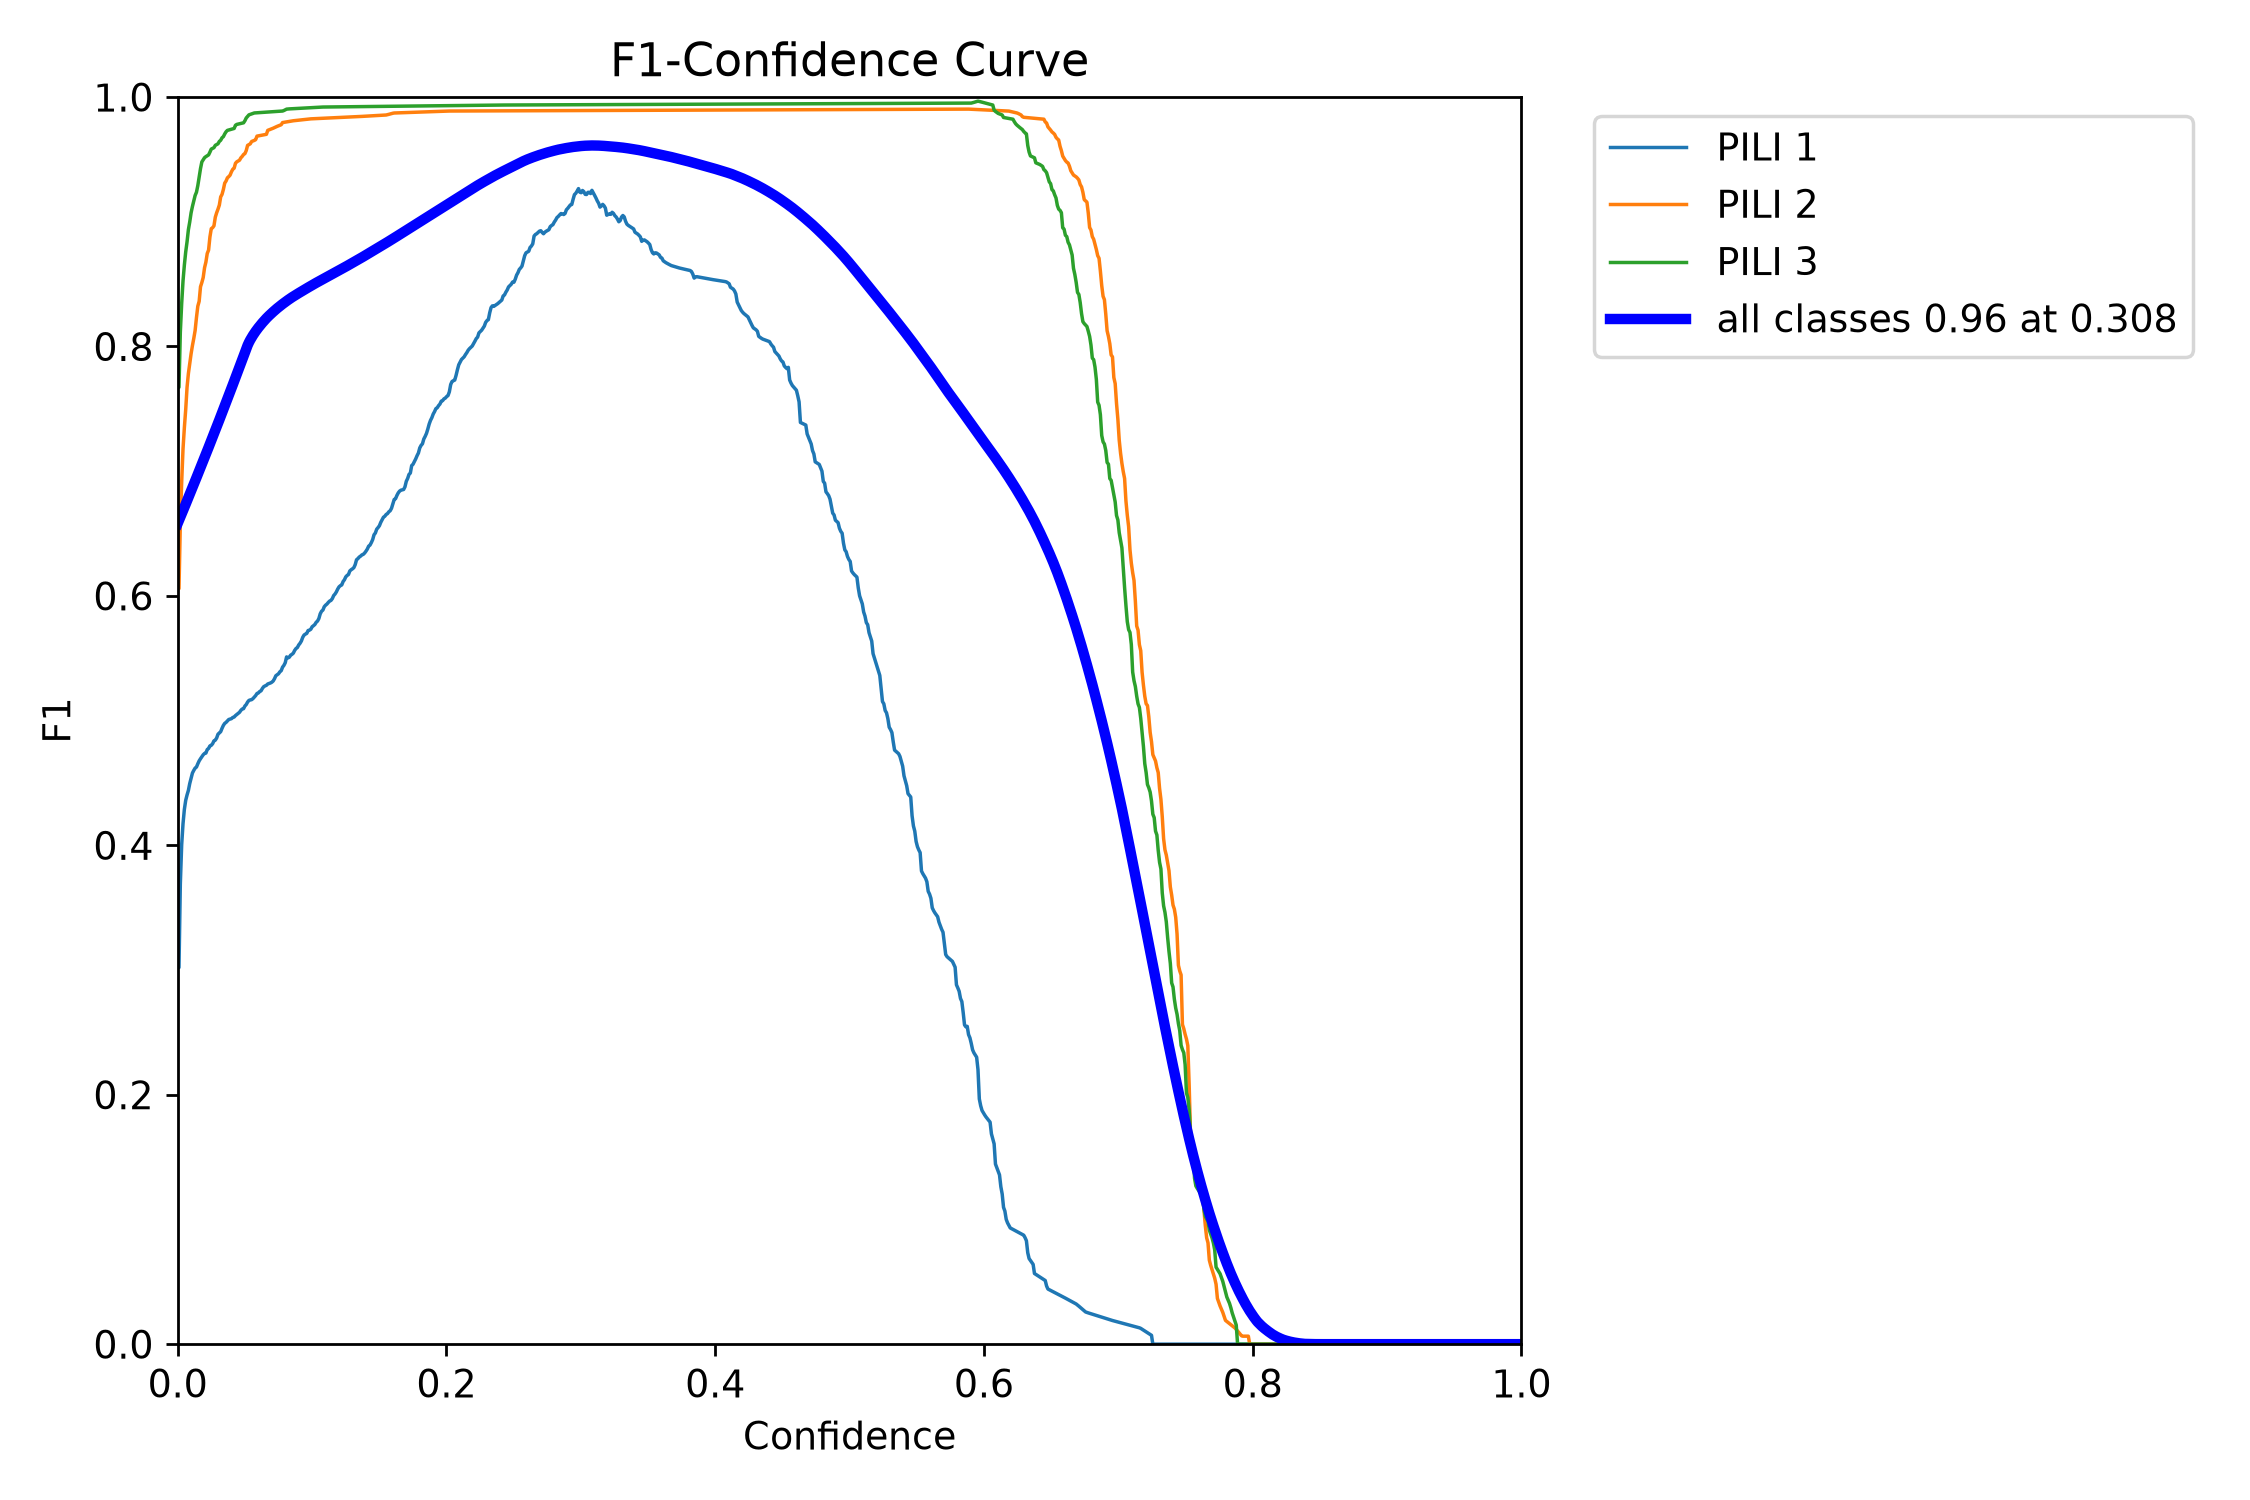 F1-Confidence Curve
1.0
0.8
0.6
0.4
0.2
0.0
F1
0.0 0.2 0.4 0.6 0.8 1.0
Confidence
PILI 1
PILI 2
PILI 3
all classes 0.96 at 0.308